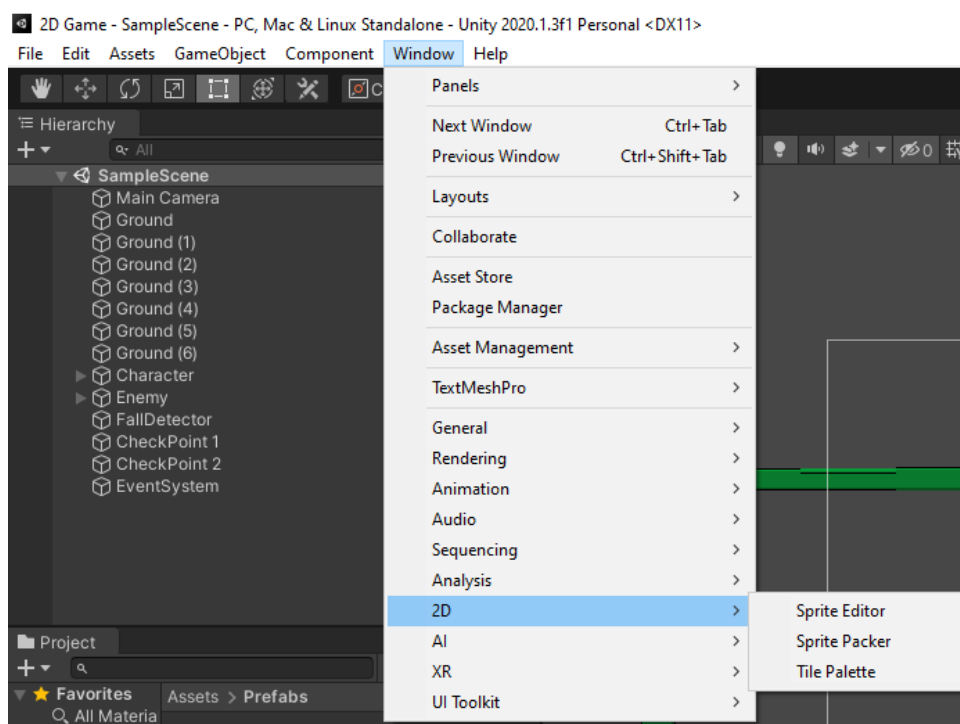 2D Game - SampleScene - PC, Mac & Linux Standalone - Unity 2020.1.3f1 Personal <DX11>
File Edit Assets GameObject Component Window Help
C
Hierarchy
All
0
SampleScene
Main Camera
Ground
Ground (1)
Ground (2)
Ground (3)
Ground (4)
Ground (5)
Ground (6)
Character
Enemy
FallDetector
CheckPoint 1
CheckPoint 2
EventSystem
Panels
Next Window Ctrl+Tab
Previous Window Ctrl+Shift+Tab
Layouts
Collaborate
Asset Store
Package Manager
Asset Management
TextMeshPro
General
Rendering
Animation
Audio
Sequencing
Analysis
2D
AI
XR
UI Toolkit
Sprite Editor
Sprite Packer
Tile Palette
Project
Favorites
All Materia
Assets > Prefabs